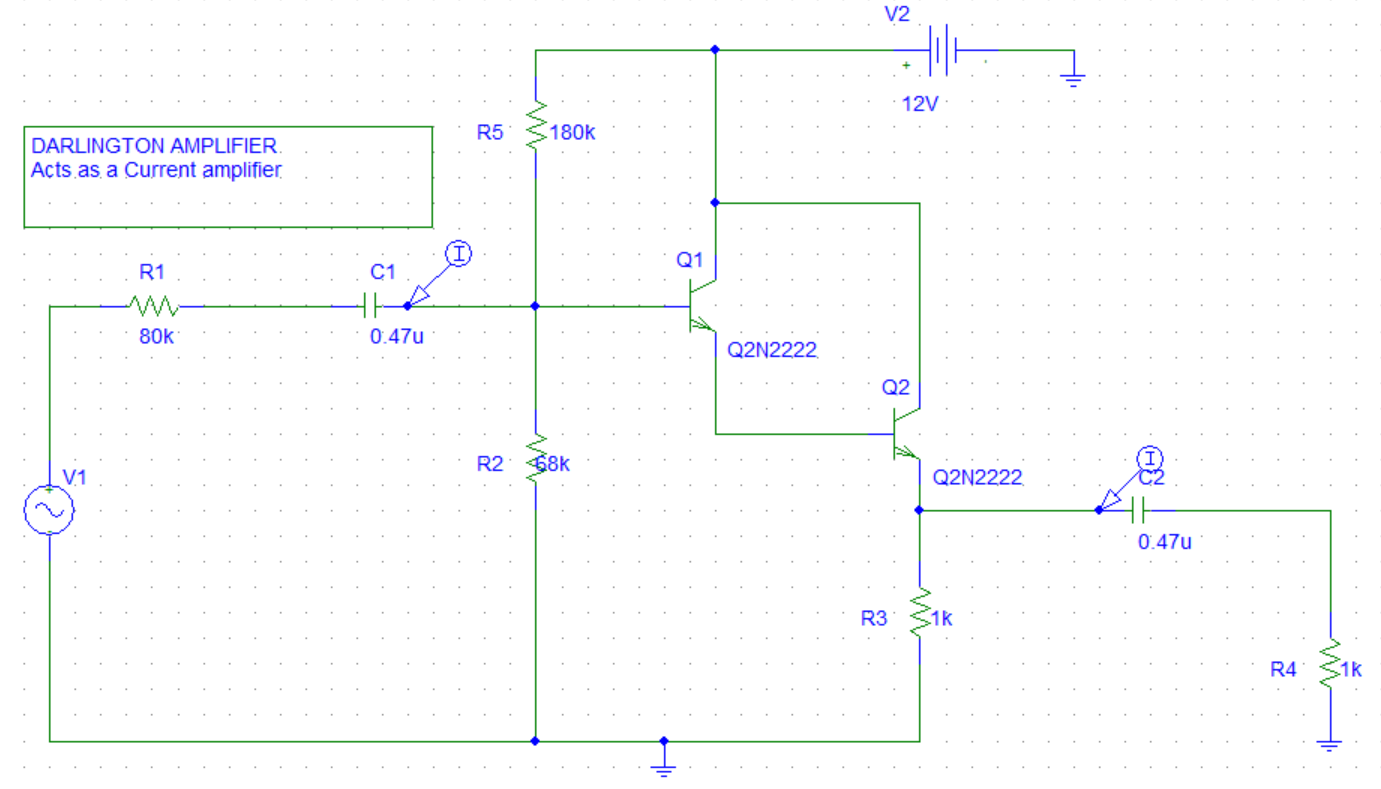 V2
12V
R5
180k
DARLINGTON AMPLIFIER
Acts as a Current amplifier
I
R1
80k
C1
0.47u
Q1
Q2N2222
Q2
Q2N2222
R2
68k
V1
I
C2
0.47u
R3
1k
R4
1k